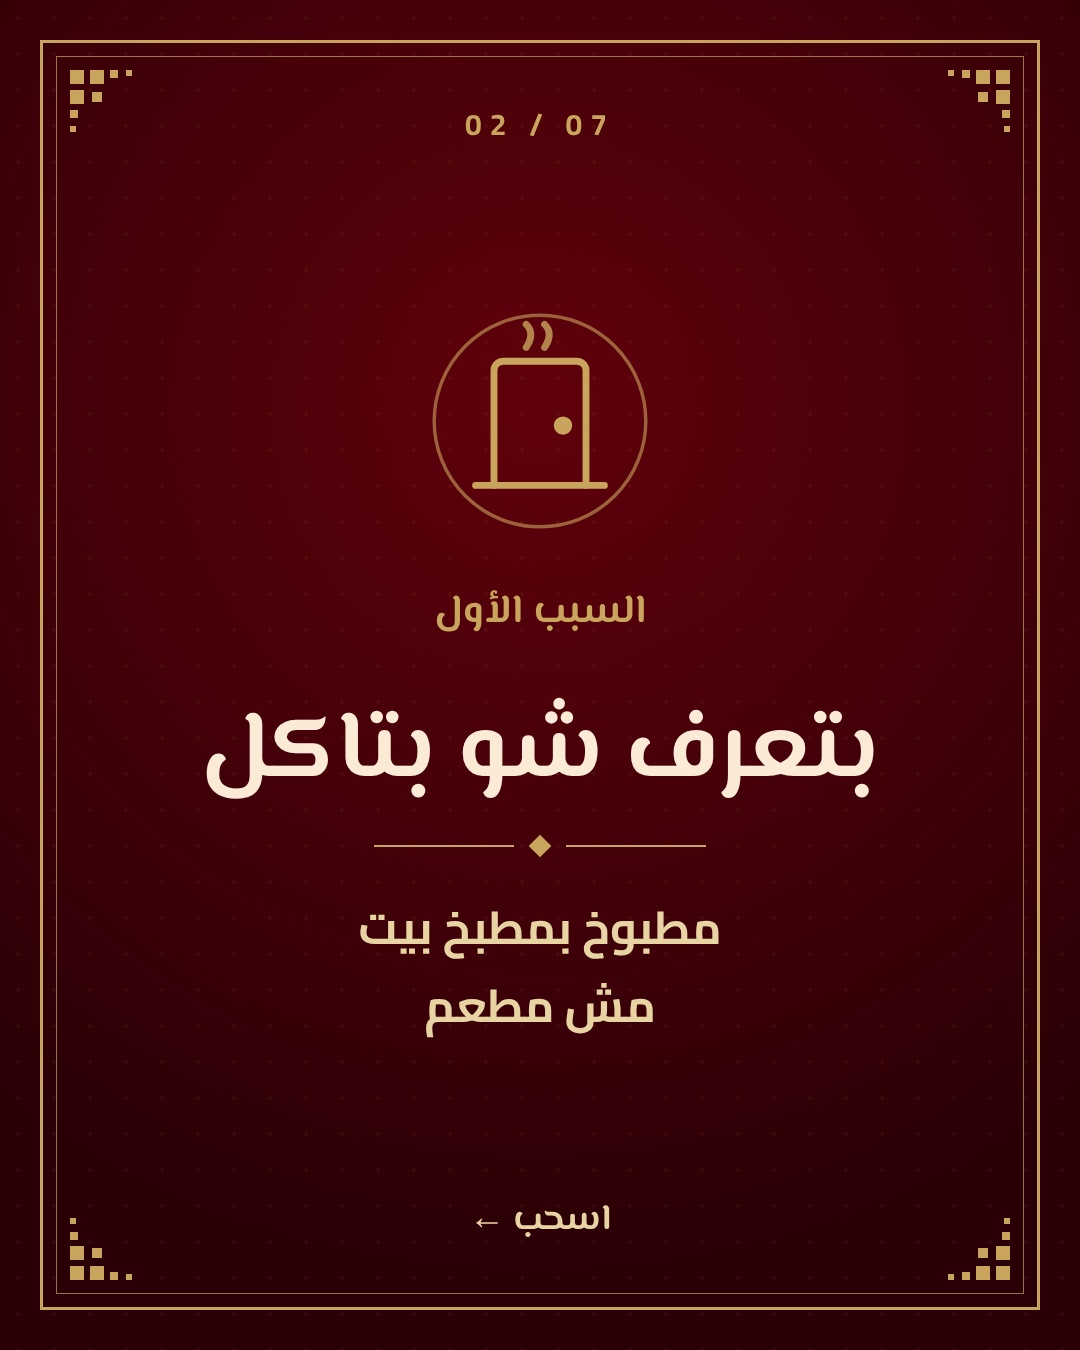 02 / 07
السبب الأول
بتعرف شو بتاكل
مطبوخ بمطبخ بيت
مش مطعم
اسحب ←